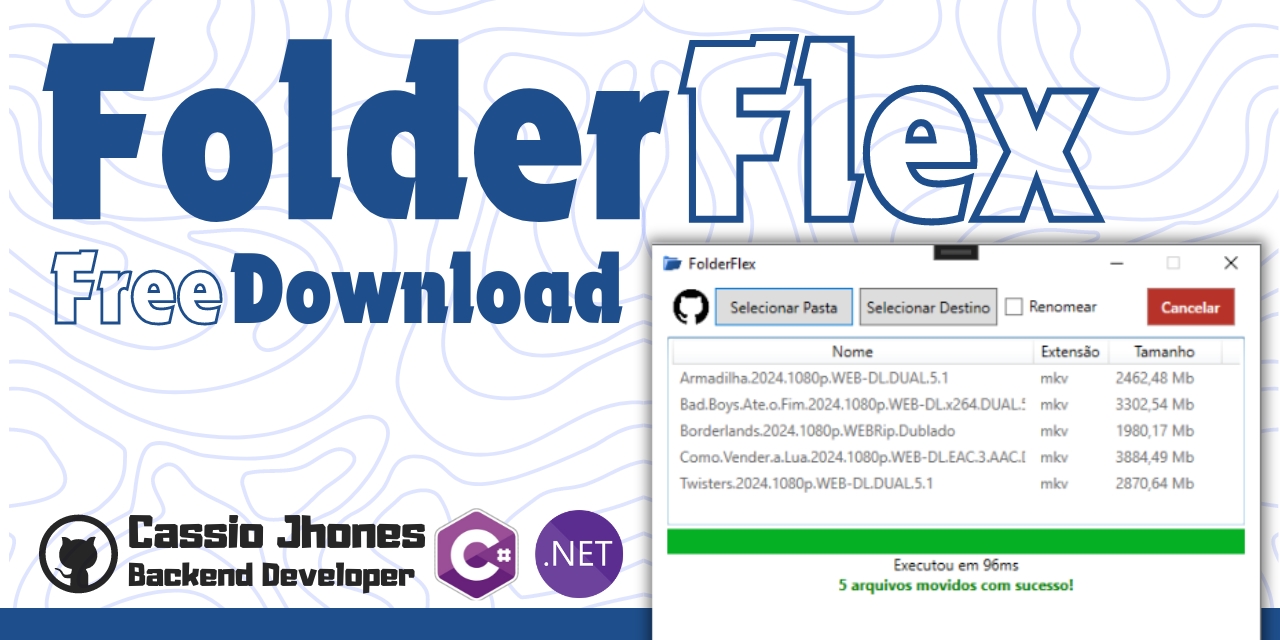 FolderFlex
Free Download
Cassio Jhones
Backend Developer
C#
.NET
FolderFlex
Selecionar Pasta Selecionar Destino Renomear Cancelar
Nome Extensão Tamanho
Armadilha.2024.1080p.WEB-DL.DUAL.5.1 mkv 2462,48 Mb
Bad.Boys.Ate.o.Fim.2024.1080p.WEB-DL.x264.DUAL.5 mkv 3302,54 Mb
Borderlands.2024.1080p.WEBRip.Dublado mkv 1980,17 Mb
Como.Vender.a.Lua.2024.1080p.WEB-DL.EAC.3.AAC. mkv 3884,49 Mb
Twisters.2024.1080p.WEB-DL.DUAL.5.1 mkv 2870,64 Mb
Executou em 96ms
5 arquivos movidos com sucesso!